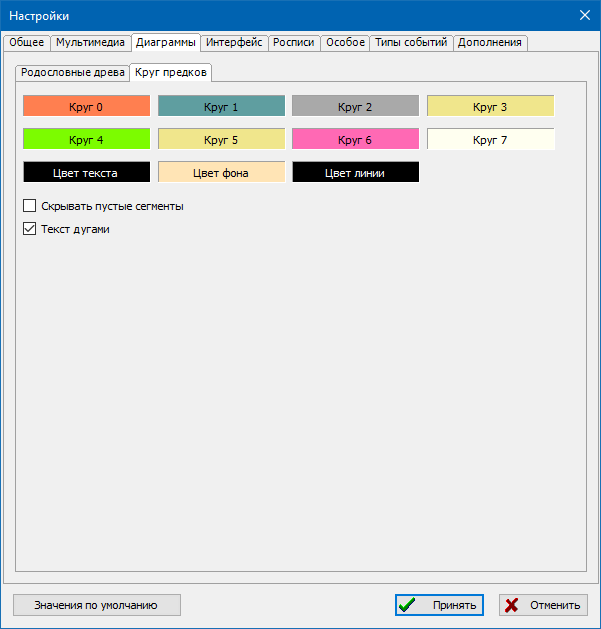 Настройки
Общее Мультимедиа Диаграммы Интерфейс Росписи Особое Типы событий Дополнения
Родословные древа Круг предков
Круг 0 Круг 1 Круг 2 Круг 3
Круг 4 Круг 5 Круг 6 Круг 7
Цвет текста Цвет фона Цвет линии
Скрывать пустые сегменты
Текст дугами
Значения по умолчанию Принять Отменить